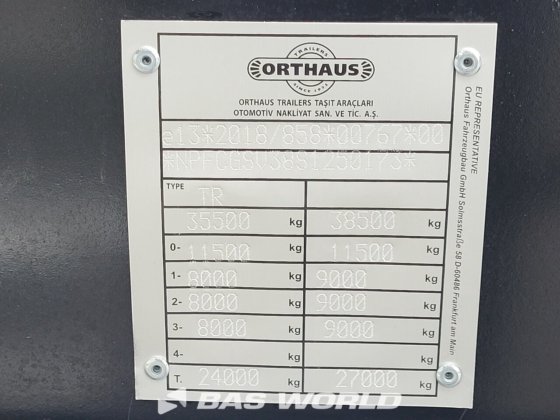 TRAILERS
ORTHAUS
SINCE
ORTHAUS TRAILERS TAŞIT ARAÇLARI
OTOMOTİV NAKLİYAT SAN. VE TİC. A.Ş.
e13*2018/858*00/67*00
TYPE TR
35500 kg 38500 kg
0- 11500 kg 11500 kg
1- 8000 kg 9000 kg
2- 8000 kg 9000 kg
3- 8000 kg 9000 kg
4- kg kg
T. 24000 kg 27000 kg
EU REPRESENTATIVE
Orthaus Fahrzeugbau GmbH Solmsstraße 58 D-60486 Frankfurt am Main
BAS WORLD